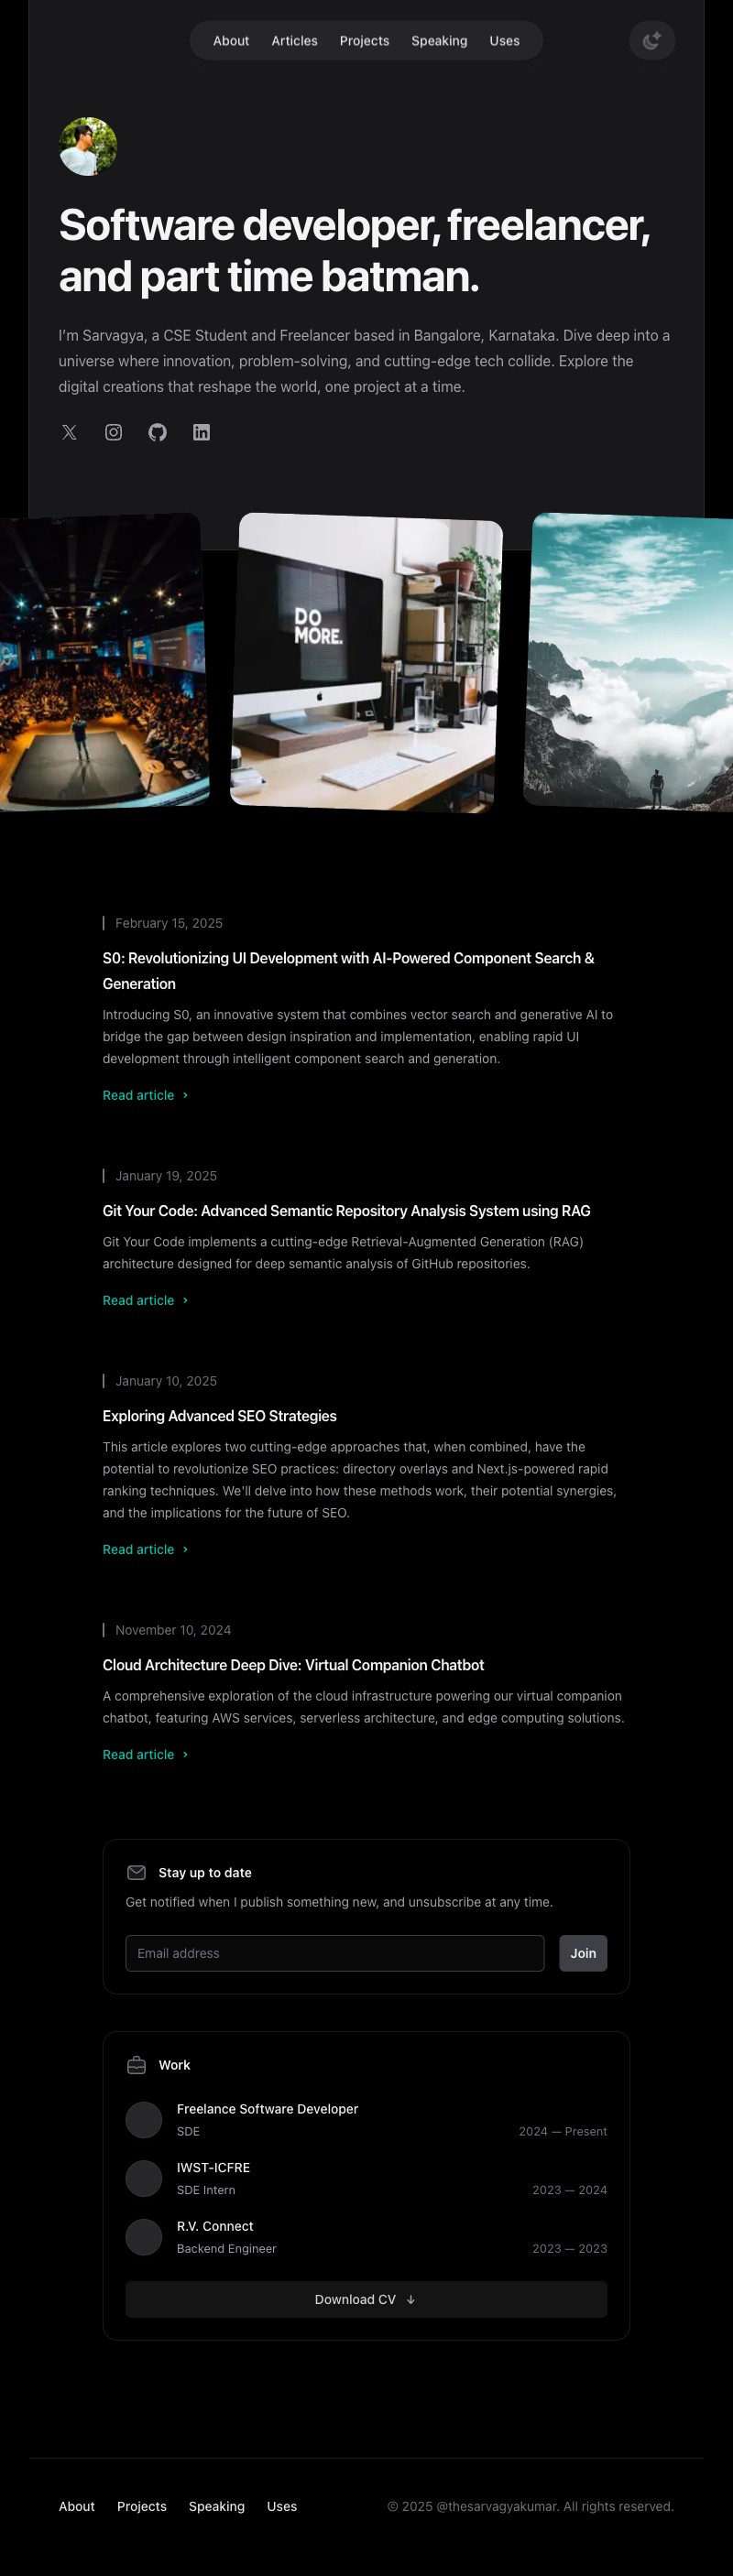 About Articles Projects Speaking Uses
Software developer, freelancer,
and part time batman.
I’m Sarvagya, a CSE Student and Freelancer based in Bangalore, Karnataka. Dive deep into a
universe where innovation, problem-solving, and cutting-edge tech collide. Explore the
digital creations that reshape the world, one project at a time.
DO
MORE.
February 15, 2025
S0: Revolutionizing UI Development with AI-Powered Component Search &
Generation
Introducing S0, an innovative system that combines vector search and generative AI to
bridge the gap between design inspiration and implementation, enabling rapid UI
development through intelligent component search and generation.
Read article
January 19, 2025
Git Your Code: Advanced Semantic Repository Analysis System using RAG
Git Your Code implements a cutting-edge Retrieval-Augmented Generation (RAG)
architecture designed for deep semantic analysis of GitHub repositories.
Read article
January 10, 2025
Exploring Advanced SEO Strategies
This article explores two cutting-edge approaches that, when combined, have the
potential to revolutionize SEO practices: directory overlays and Next.js-powered rapid
ranking techniques. We'll delve into how these methods work, their potential synergies,
and the implications for the future of SEO.
Read article
November 10, 2024
Cloud Architecture Deep Dive: Virtual Companion Chatbot
A comprehensive exploration of the cloud infrastructure powering our virtual companion
chatbot, featuring AWS services, serverless architecture, and edge computing solutions.
Read article
Stay up to date
Get notified when I publish something new, and unsubscribe at any time.
Email address Join
Work
Freelance Software Developer
SDE 2024 — Present
IWST-ICFRE
SDE Intern 2023 — 2024
R.V. Connect
Backend Engineer 2023 — 2023
Download CV
About Projects Speaking Uses © 2025 @thesarvagyakumar. All rights reserved.